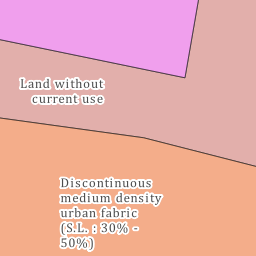 Land without
current use
Discontinuous
medium density
urban fabric
(S.L. : 30% -
50%)